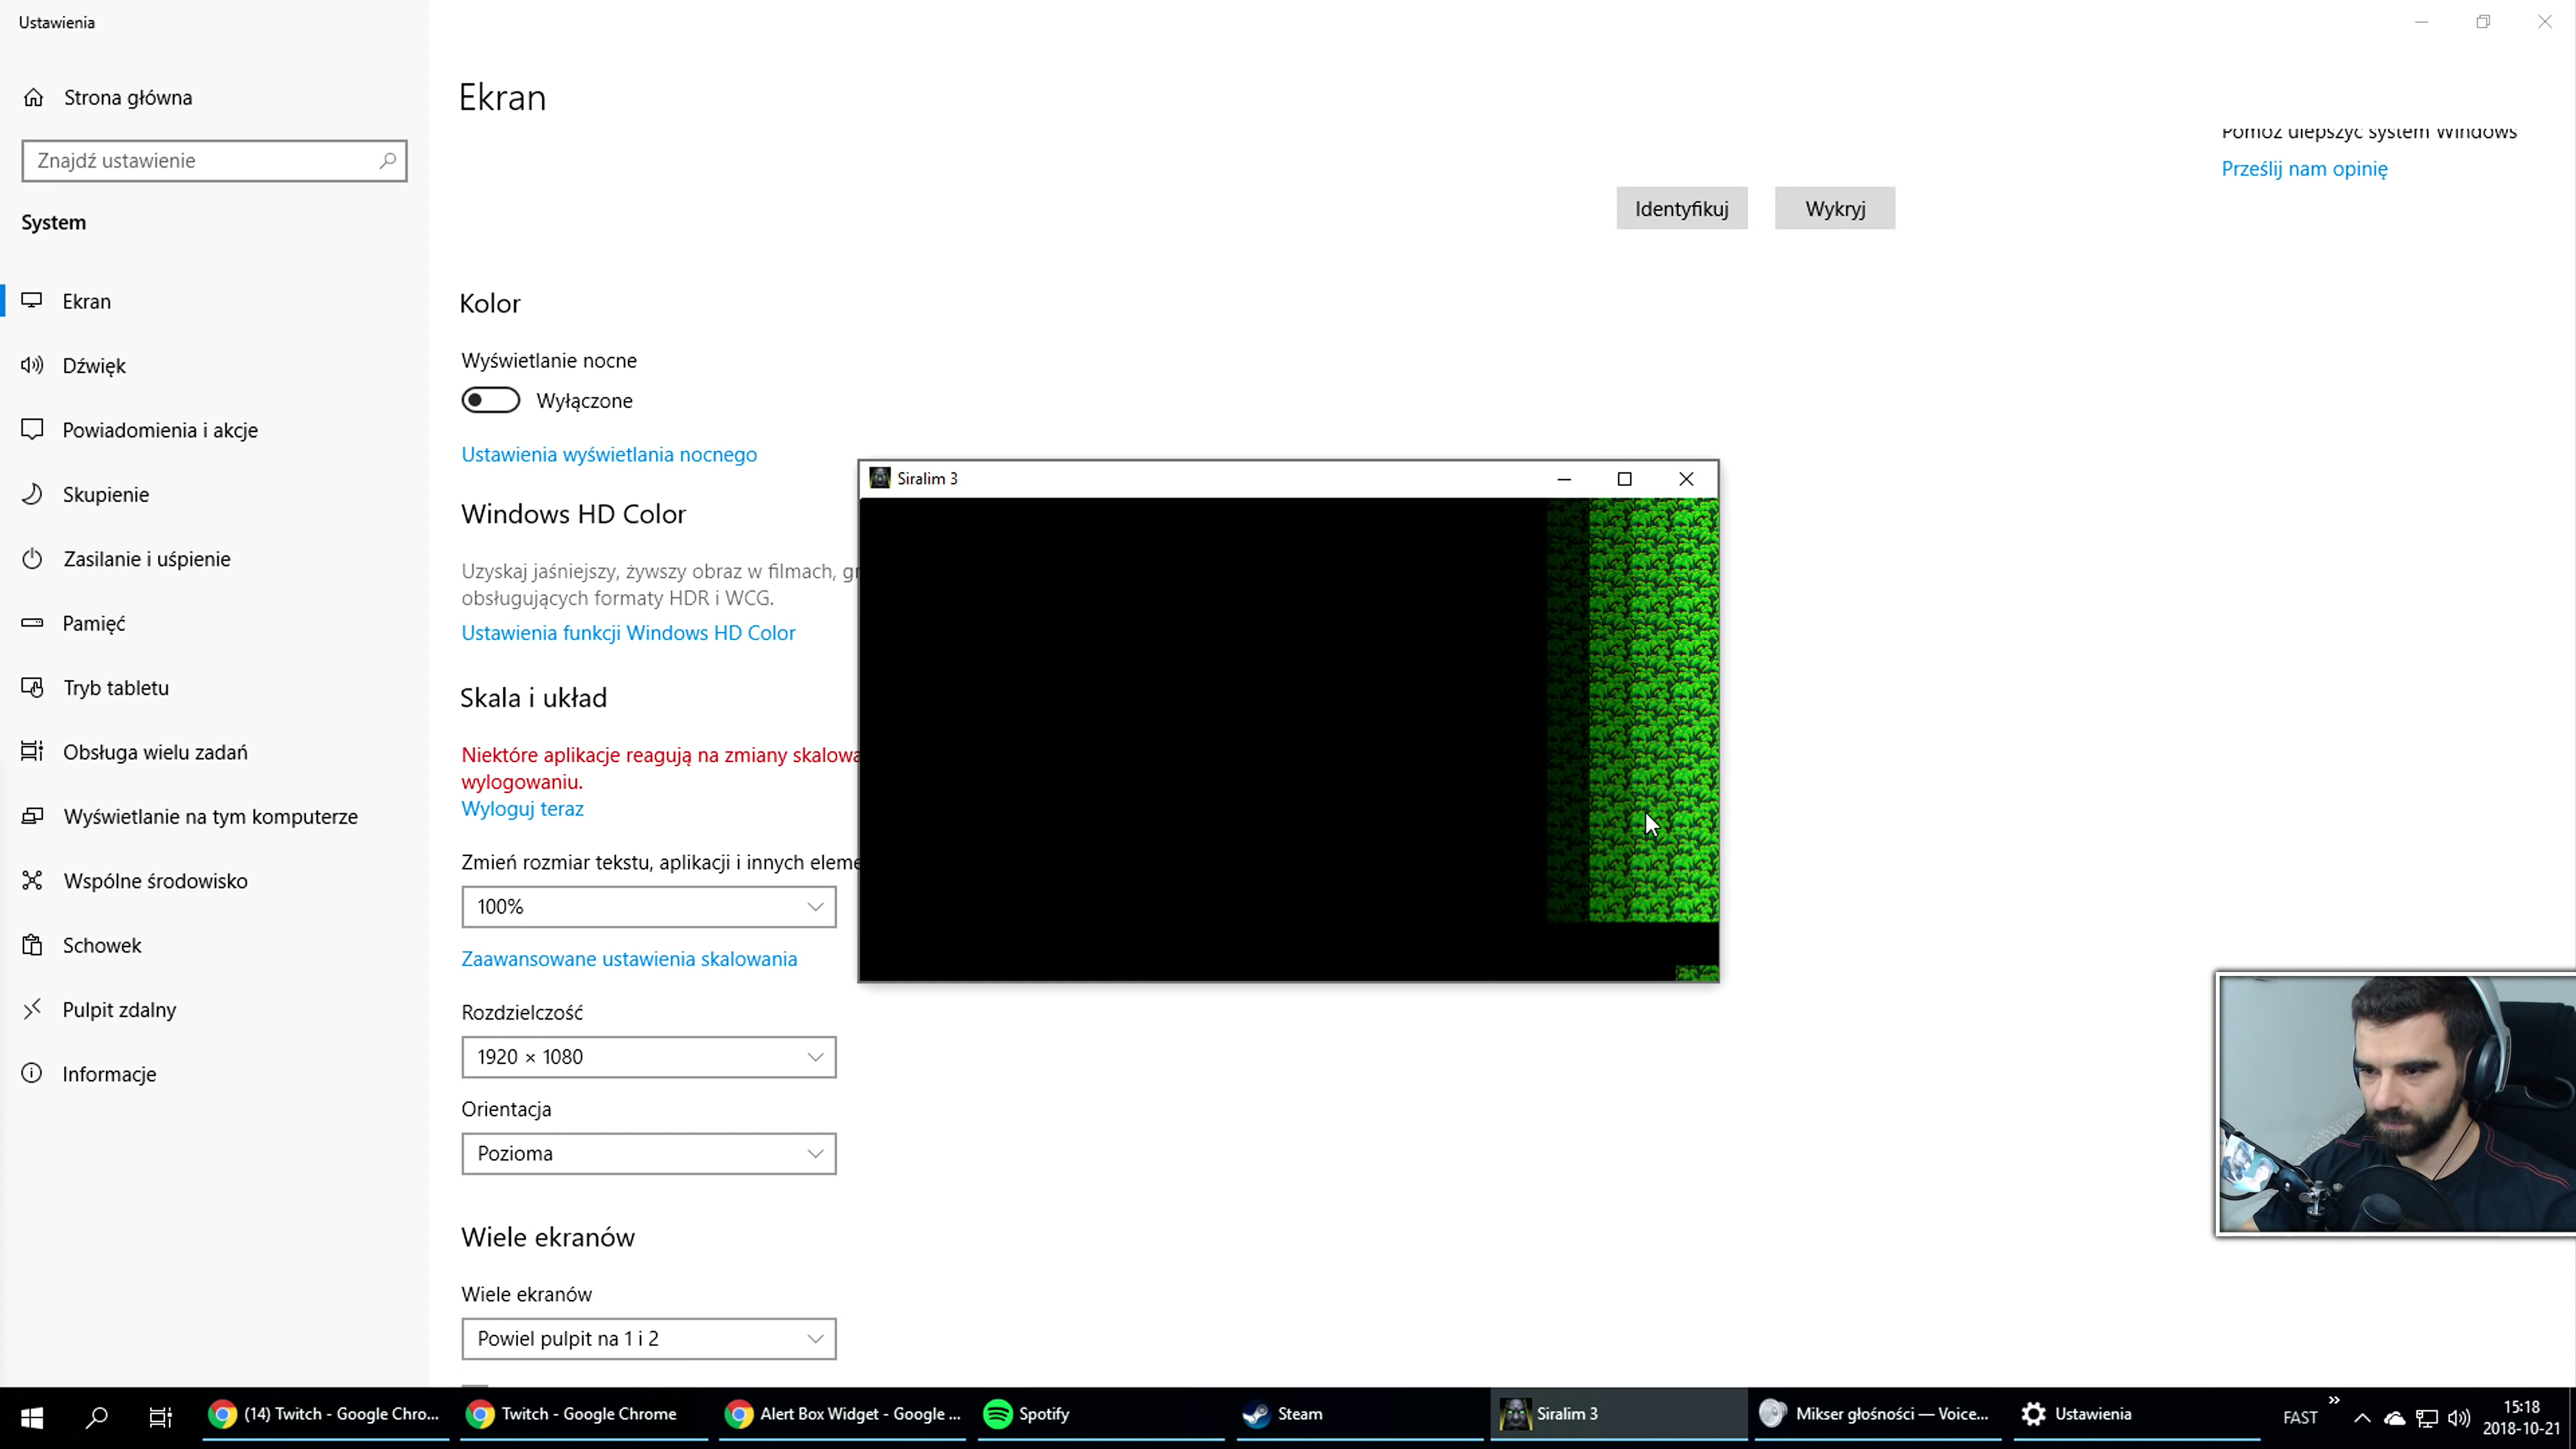 Ustawienia
Strona główna
Znajdź ustawienie
System
Ekran
Dźwięk
Powiadomienia i akcje
Skupienie
Zasilanie i uśpienie
Pamięć
Tryb tabletu
Obsługa wielu zadań
Wyświetlanie na tym komputerze
Wspólne środowisko
Schowek
Pulpit zdalny
Informacje
Ekran
Identyfikuj
Wykryj
Kolor
Wyświetlanie nocne
Wyłączone
Ustawienia wyświetlania nocnego
Windows HD Color
Uzyskaj jaśniejszy, żywszy obraz w filmach, gr
obsługujących formaty HDR i WCG.
Ustawienia funkcji Windows HD Color
Skala i układ
Niektóre aplikacje reagują na zmiany skalowa
wylogowaniu.
Wyloguj teraz
Zmień rozmiar tekstu, aplikacji i innych eleme
100%
Zaawansowane ustawienia skalowania
Rozdzielczość
1920 × 1080
Orientacja
Pozioma
Wiele ekranów
Wiele ekranów
Powiel pulpit na 1 i 2
Pomóż ulepszyć system Windows
Prześlij nam opinię
Siralim 3
(14) Twitch - Google Chro...
Twitch - Google Chrome
Alert Box Widget - Google ...
Spotify
Steam
Siralim 3
Mikser głośności — Voice...
Ustawienia
FAST
15:18
2018-10-21